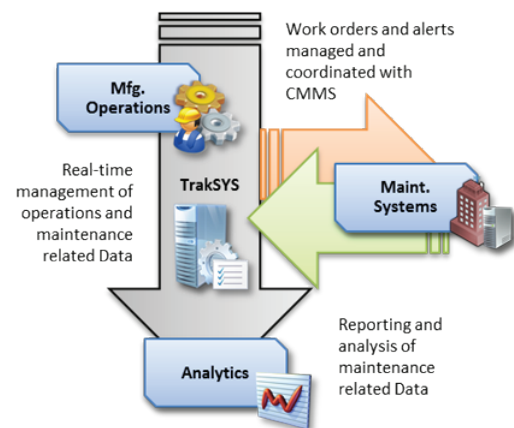 Work orders and alerts
managed and
coordinated with
CMMS
Mfg.
Operations
Real-time
management of
operations and
maintenance
related Data
TrakSYS
Maint.
Systems
Reporting and
analysis of
maintenance
related Data
Analytics